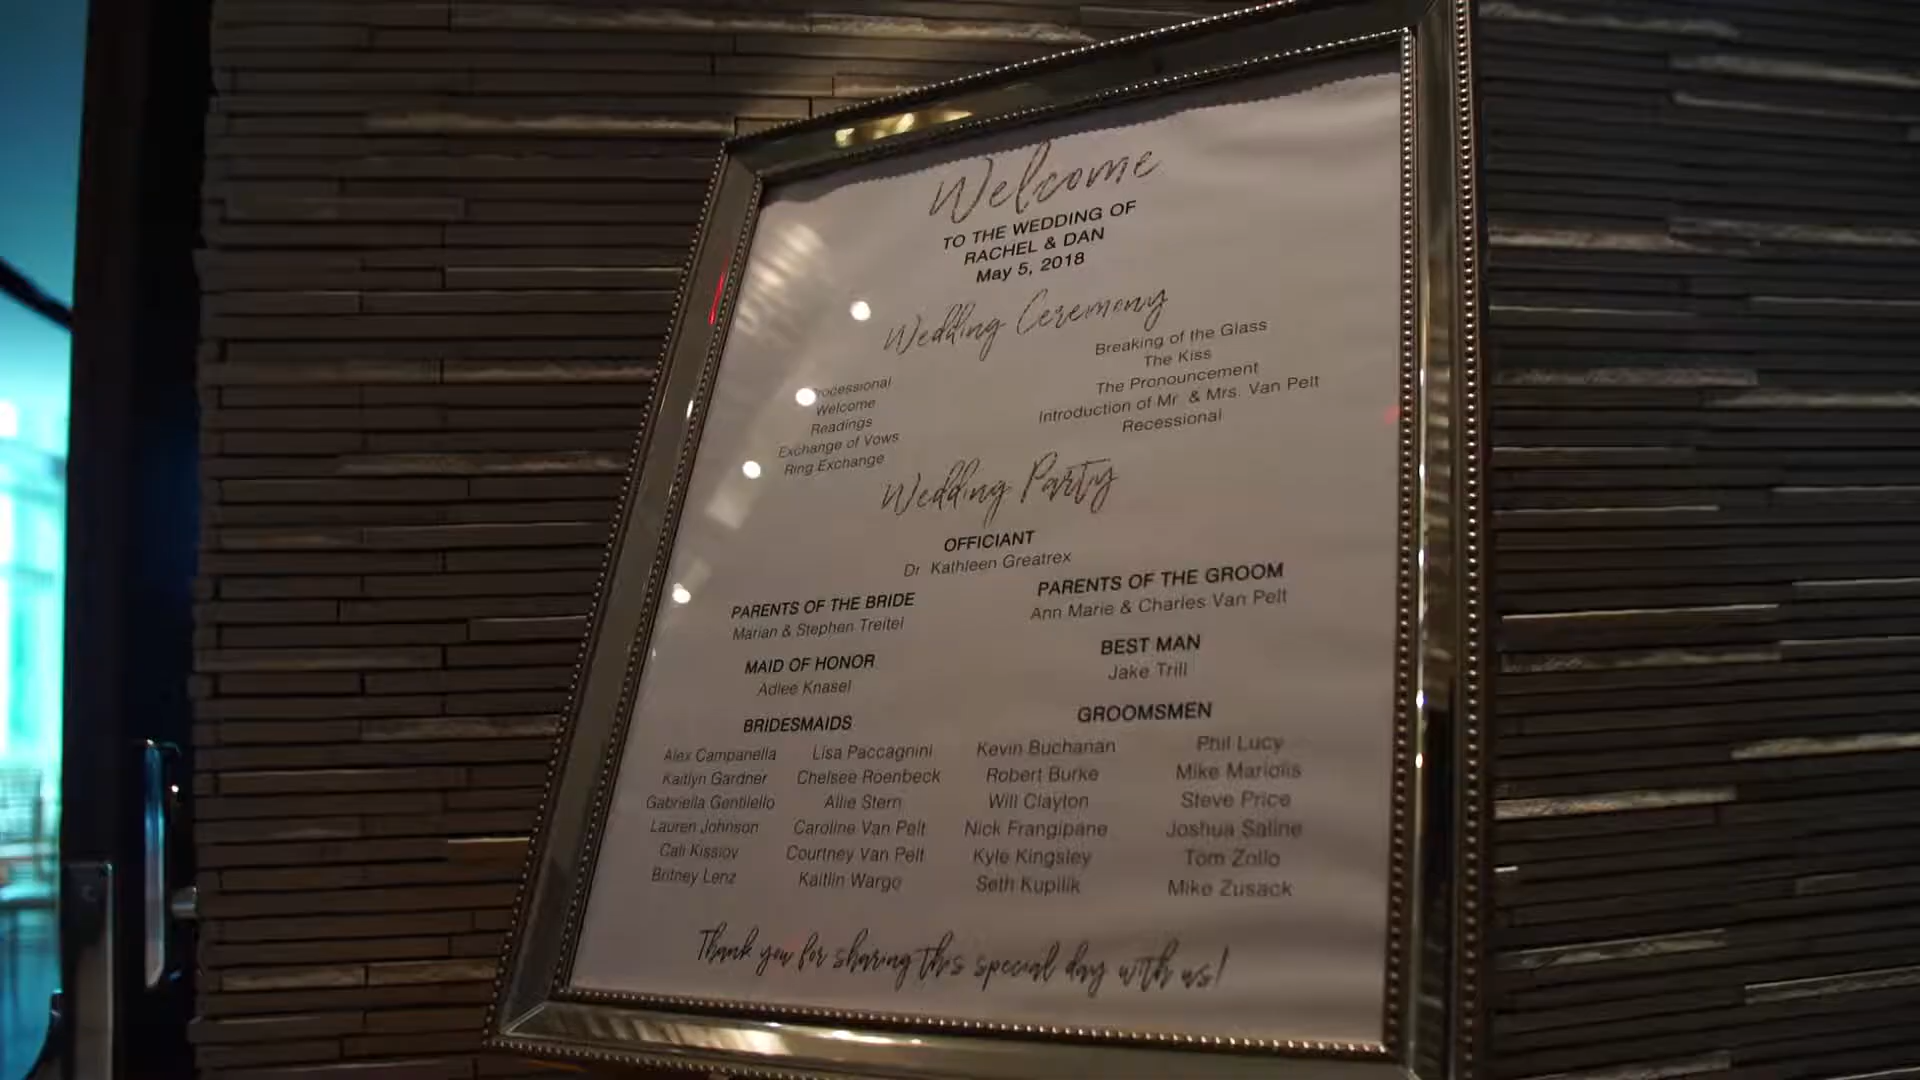 Welcome
TO THE WEDDING OF
RACHEL & DAN
May 5, 2018
Wedding Ceremony
Processional
Welcome
Readings
Exchange of Vows
Ring Exchange
Breaking of the Glass
The Kiss
The Pronouncement
Introduction of Mr & Mrs. Van Pelt
Recessional
Wedding Party
OFFICIANT
Dr Kathleen Greatrex
PARENTS OF THE BRIDE
Marian & Stephen Treitel
PARENTS OF THE GROOM
Ann Marie & Charles Van Pelt
MAID OF HONOR
Adlee Knasel
BEST MAN
Jake Trill
BRIDESMAIDS
Alex Campanella Lisa Paccagnini
Kaitlyn Gardner Chelsee Roenbeck
Gabriella Gentilello Allie Stern
Lauren Johnson Caroline Van Pelt
Cali Kissiov Courtney Van Pelt
Britney Lenz Kaitlin Wargo
GROOMSMEN
Kevin Buchanan Phil Lucy
Robert Burke Mike Mariolis
Will Clayton Steve Price
Nick Frangipane Joshua Saline
Kyle Kingsley Tom Zollo
Seth Kupilik Mike Zusack
Thank you for sharing this special day with us!